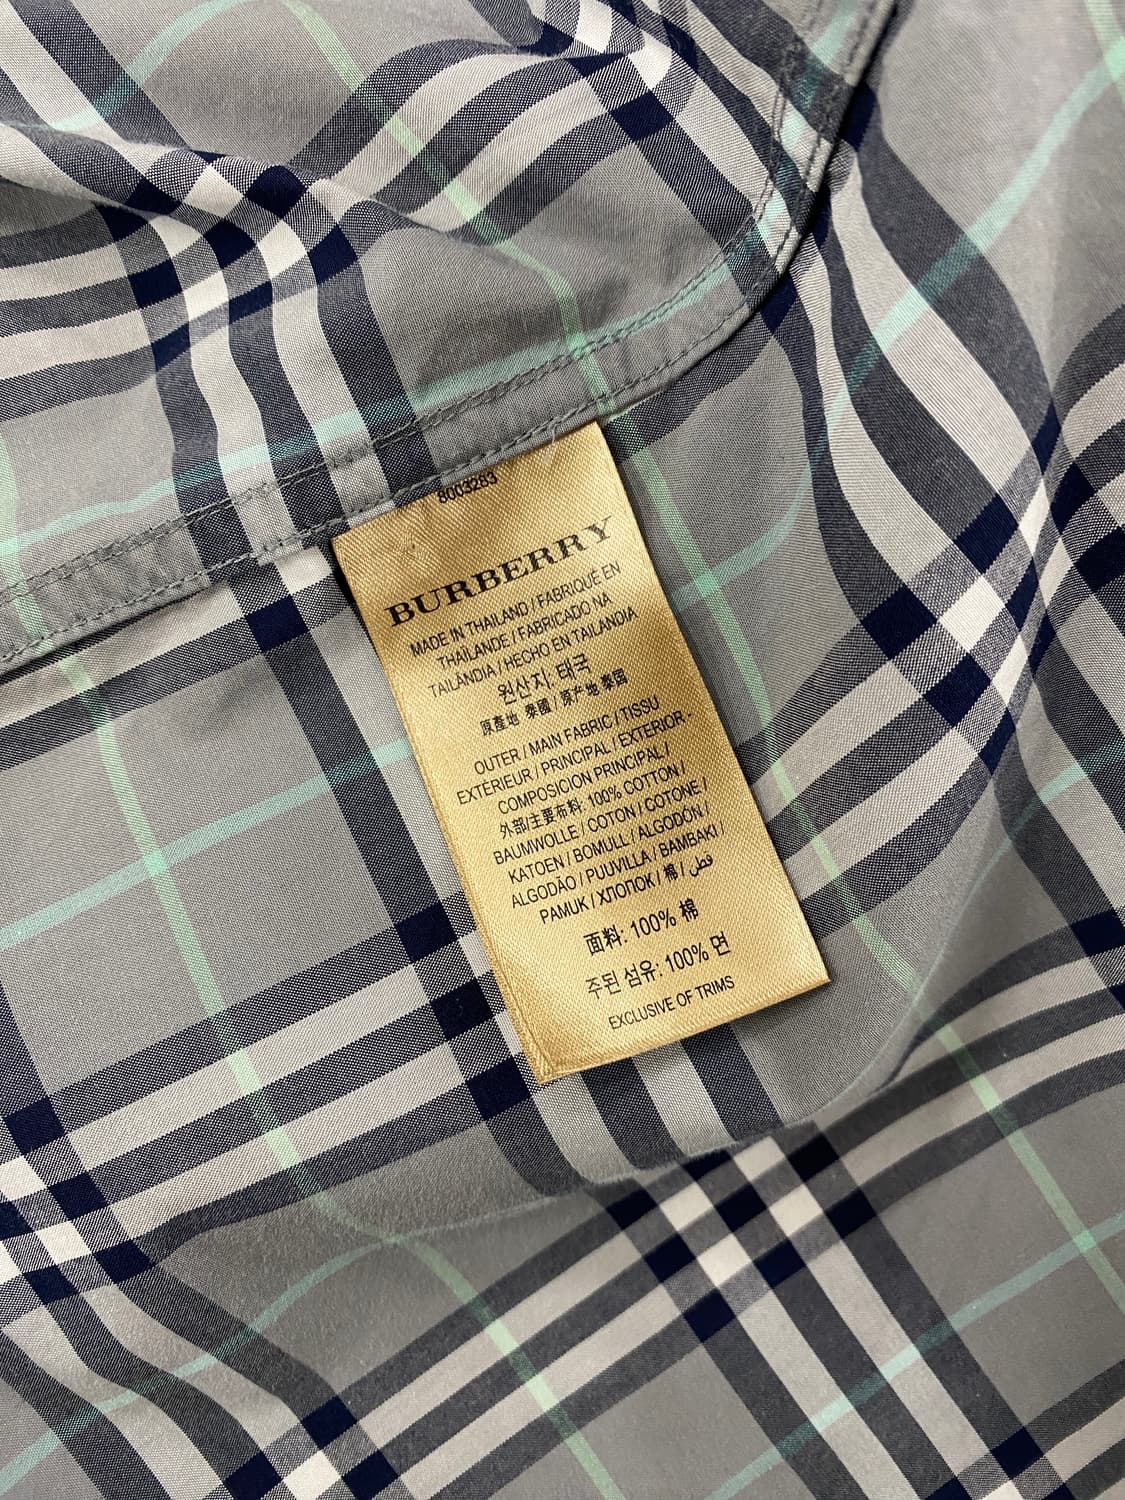 8003283
BURBERRY
MADE IN THAILAND / FABRIQUÉ EN
THAÏLANDE / FABRICADO NA
TAILÂNDIA / HECHO EN TAILANDIA
원산지: 태국
原產地 泰國 / 原产地 泰國
OUTER / MAIN FABRIC / TISSU
EXTERIEUR / PRINCIPAL / EXTERIOR -
COMPOSICION PRINCIPAL /
外部/主要布料: 100% COTTON /
BAUMWOLLE / COTON / COTONE /
KATOEN / BOMULL / ALGODÓN /
ALGODÃO / PUUVILLA / BAMBAKI /
PAMUK / ХЛОПОК / 棉 / قطن /
面料: 100% 棉
주된 섬유: 100% 면
EXCLUSIVE OF TRIMS